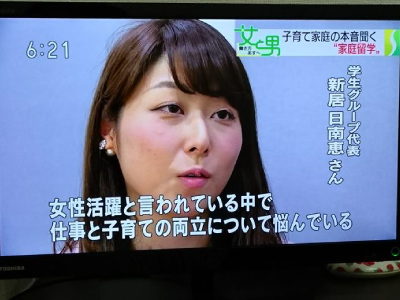 6:21
女と男
子育て家庭の本音聞く
"家庭留学"
学生グループ代表
新居日南恵さん
女性活躍と言われている中で
仕事と子育ての両立について悩んでいる
TOSHIBA